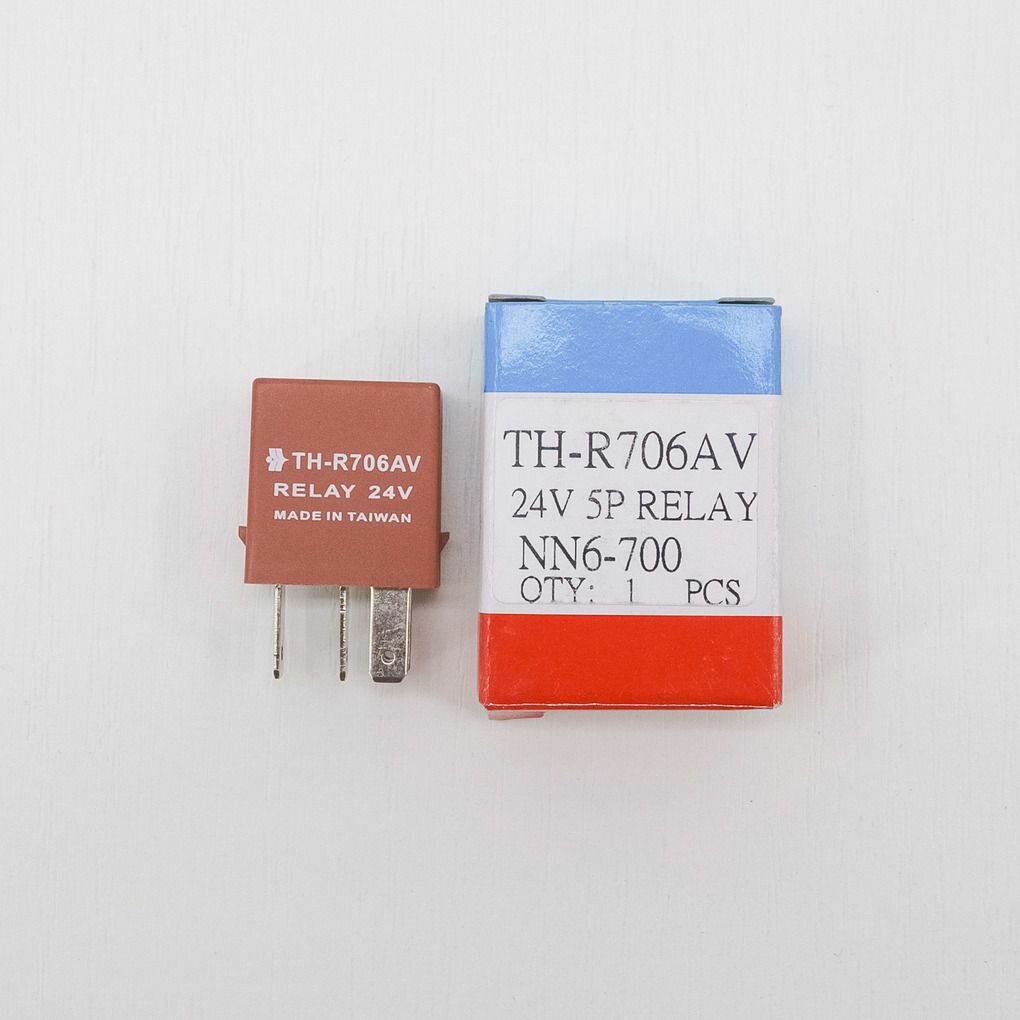 TH-R706AV
RELAY 24V
MADE IN TAIWAN
TH-R706AV
24V 5P RELAY
NN6-700
QTY: 1 PCS